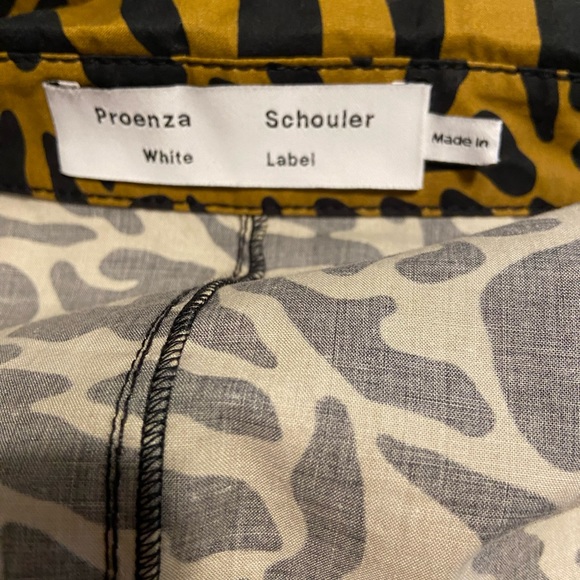 Proenza Schouler
White Label
Made in